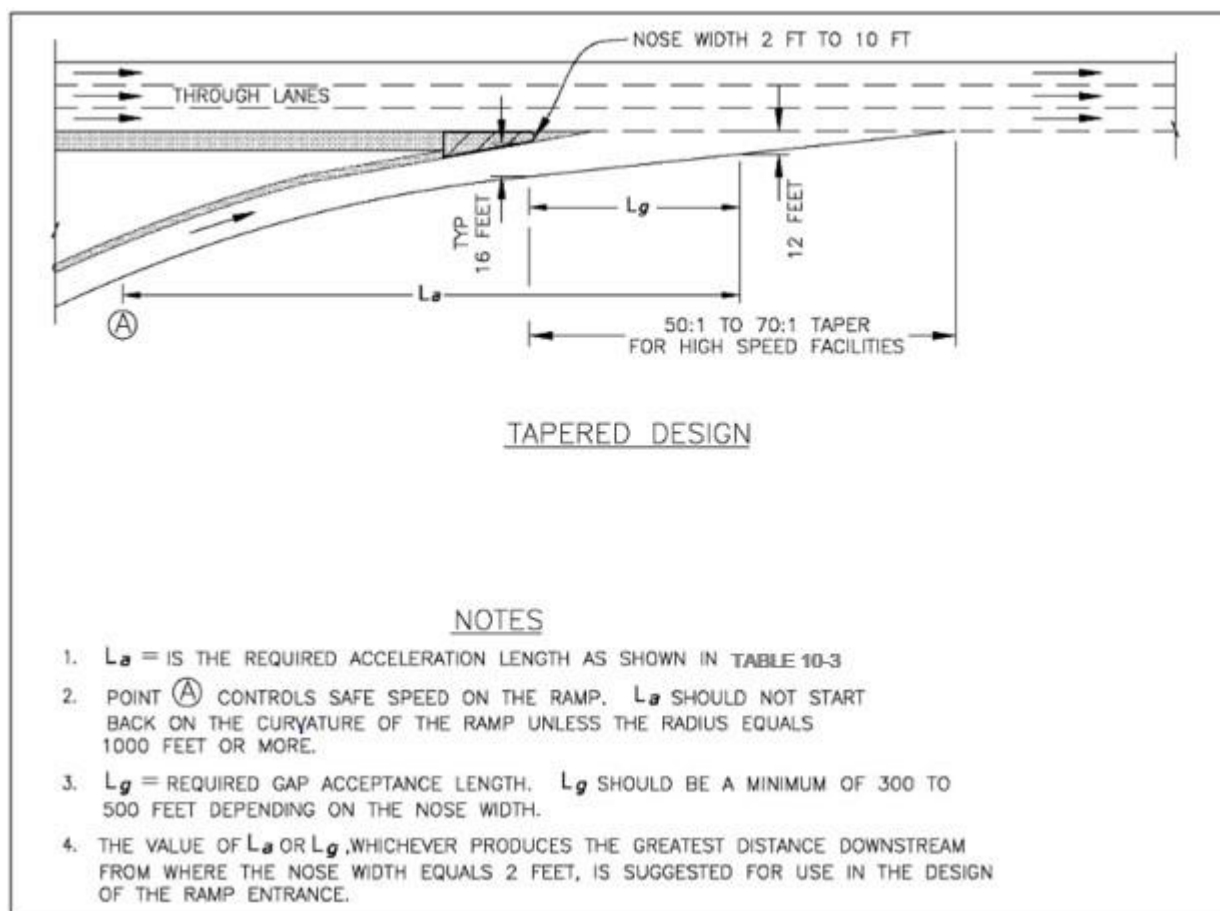 NOSE WIDTH 2 FT TO 10 FT
THROUGH LANES
Lg
TYP
16 FEET
12 FEET
La
A
50:1 TO 70:1 TAPER
FOR HIGH SPEED FACILITIES
TAPERED DESIGN
NOTES
1. La = IS THE REQUIRED ACCELERATION LENGTH AS SHOWN IN TABLE 10-3
2. POINT A CONTROLS SAFE SPEED ON THE RAMP. La SHOULD NOT START
BACK ON THE CURVATURE OF THE RAMP UNLESS THE RADIUS EQUALS
1000 FEET OR MORE.
3. Lg = REQUIRED GAP ACCEPTANCE LENGTH. Lg SHOULD BE A MINIMUM OF 300 TO
500 FEET DEPENDING ON THE NOSE WIDTH.
4. THE VALUE OF La OR Lg ,WHICHEVER PRODUCES THE GREATEST DISTANCE DOWNSTREAM
FROM WHERE THE NOSE WIDTH EQUALS 2 FEET, IS SUGGESTED FOR USE IN THE DESIGN
OF THE RAMP ENTRANCE.